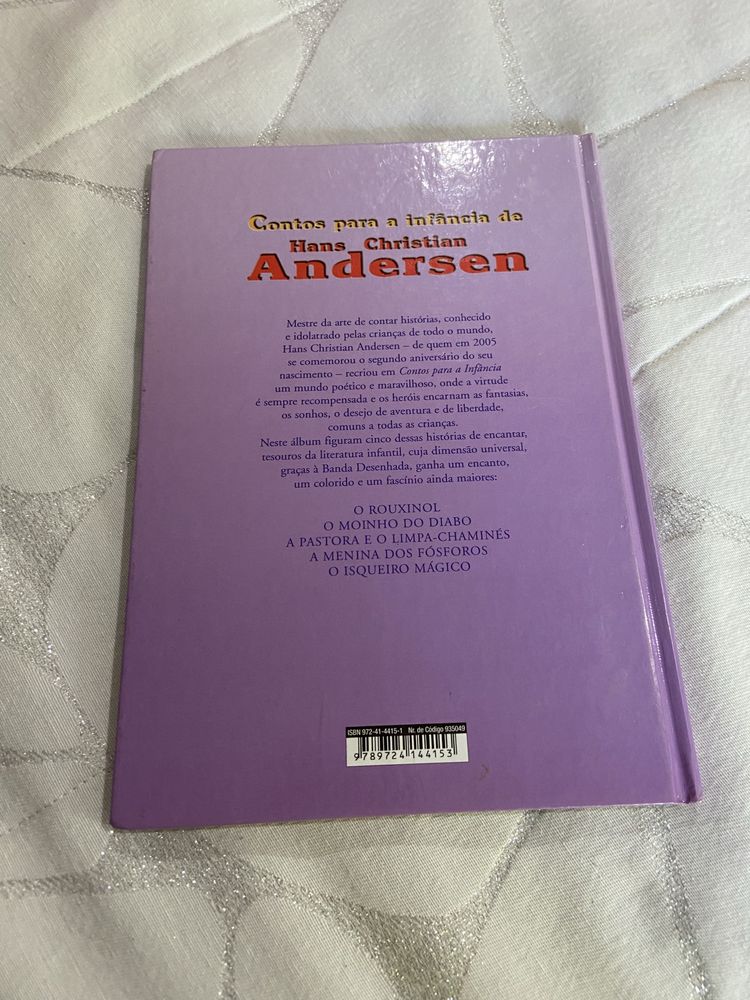 Contos para a infância de
Hans Christian
Andersen
Mestre da arte de contar histórias, conhecido
e idolatrado pelas crianças de todo o mundo,
Hans Christian Andersen – de quem em 2005
se comemorou o segundo aniversário do seu
nascimento – recriou em Contos para a Infância
um mundo poético e maravilhoso, onde a virtude
é sempre recompensada e os heróis encarnam as fantasias,
os sonhos, o desejo de aventura e de liberdade,
comuns a todas as crianças.
Neste álbum figuram cinco dessas histórias de encantar,
tesouros da literatura infantil, cuja dimensão universal,
graças à Banda Desenhada, ganha um encanto,
um colorido e um fascínio ainda maiores:
O ROUXINOL
O MOINHO DO DIABO
A PASTORA E O LIMPA-CHAMINÉS
A MENINA DOS FÓSFOROS
O ISQUEIRO MÁGICO
ISBN 972-41-4415-1 Nr. de Código 935049
9789724144153